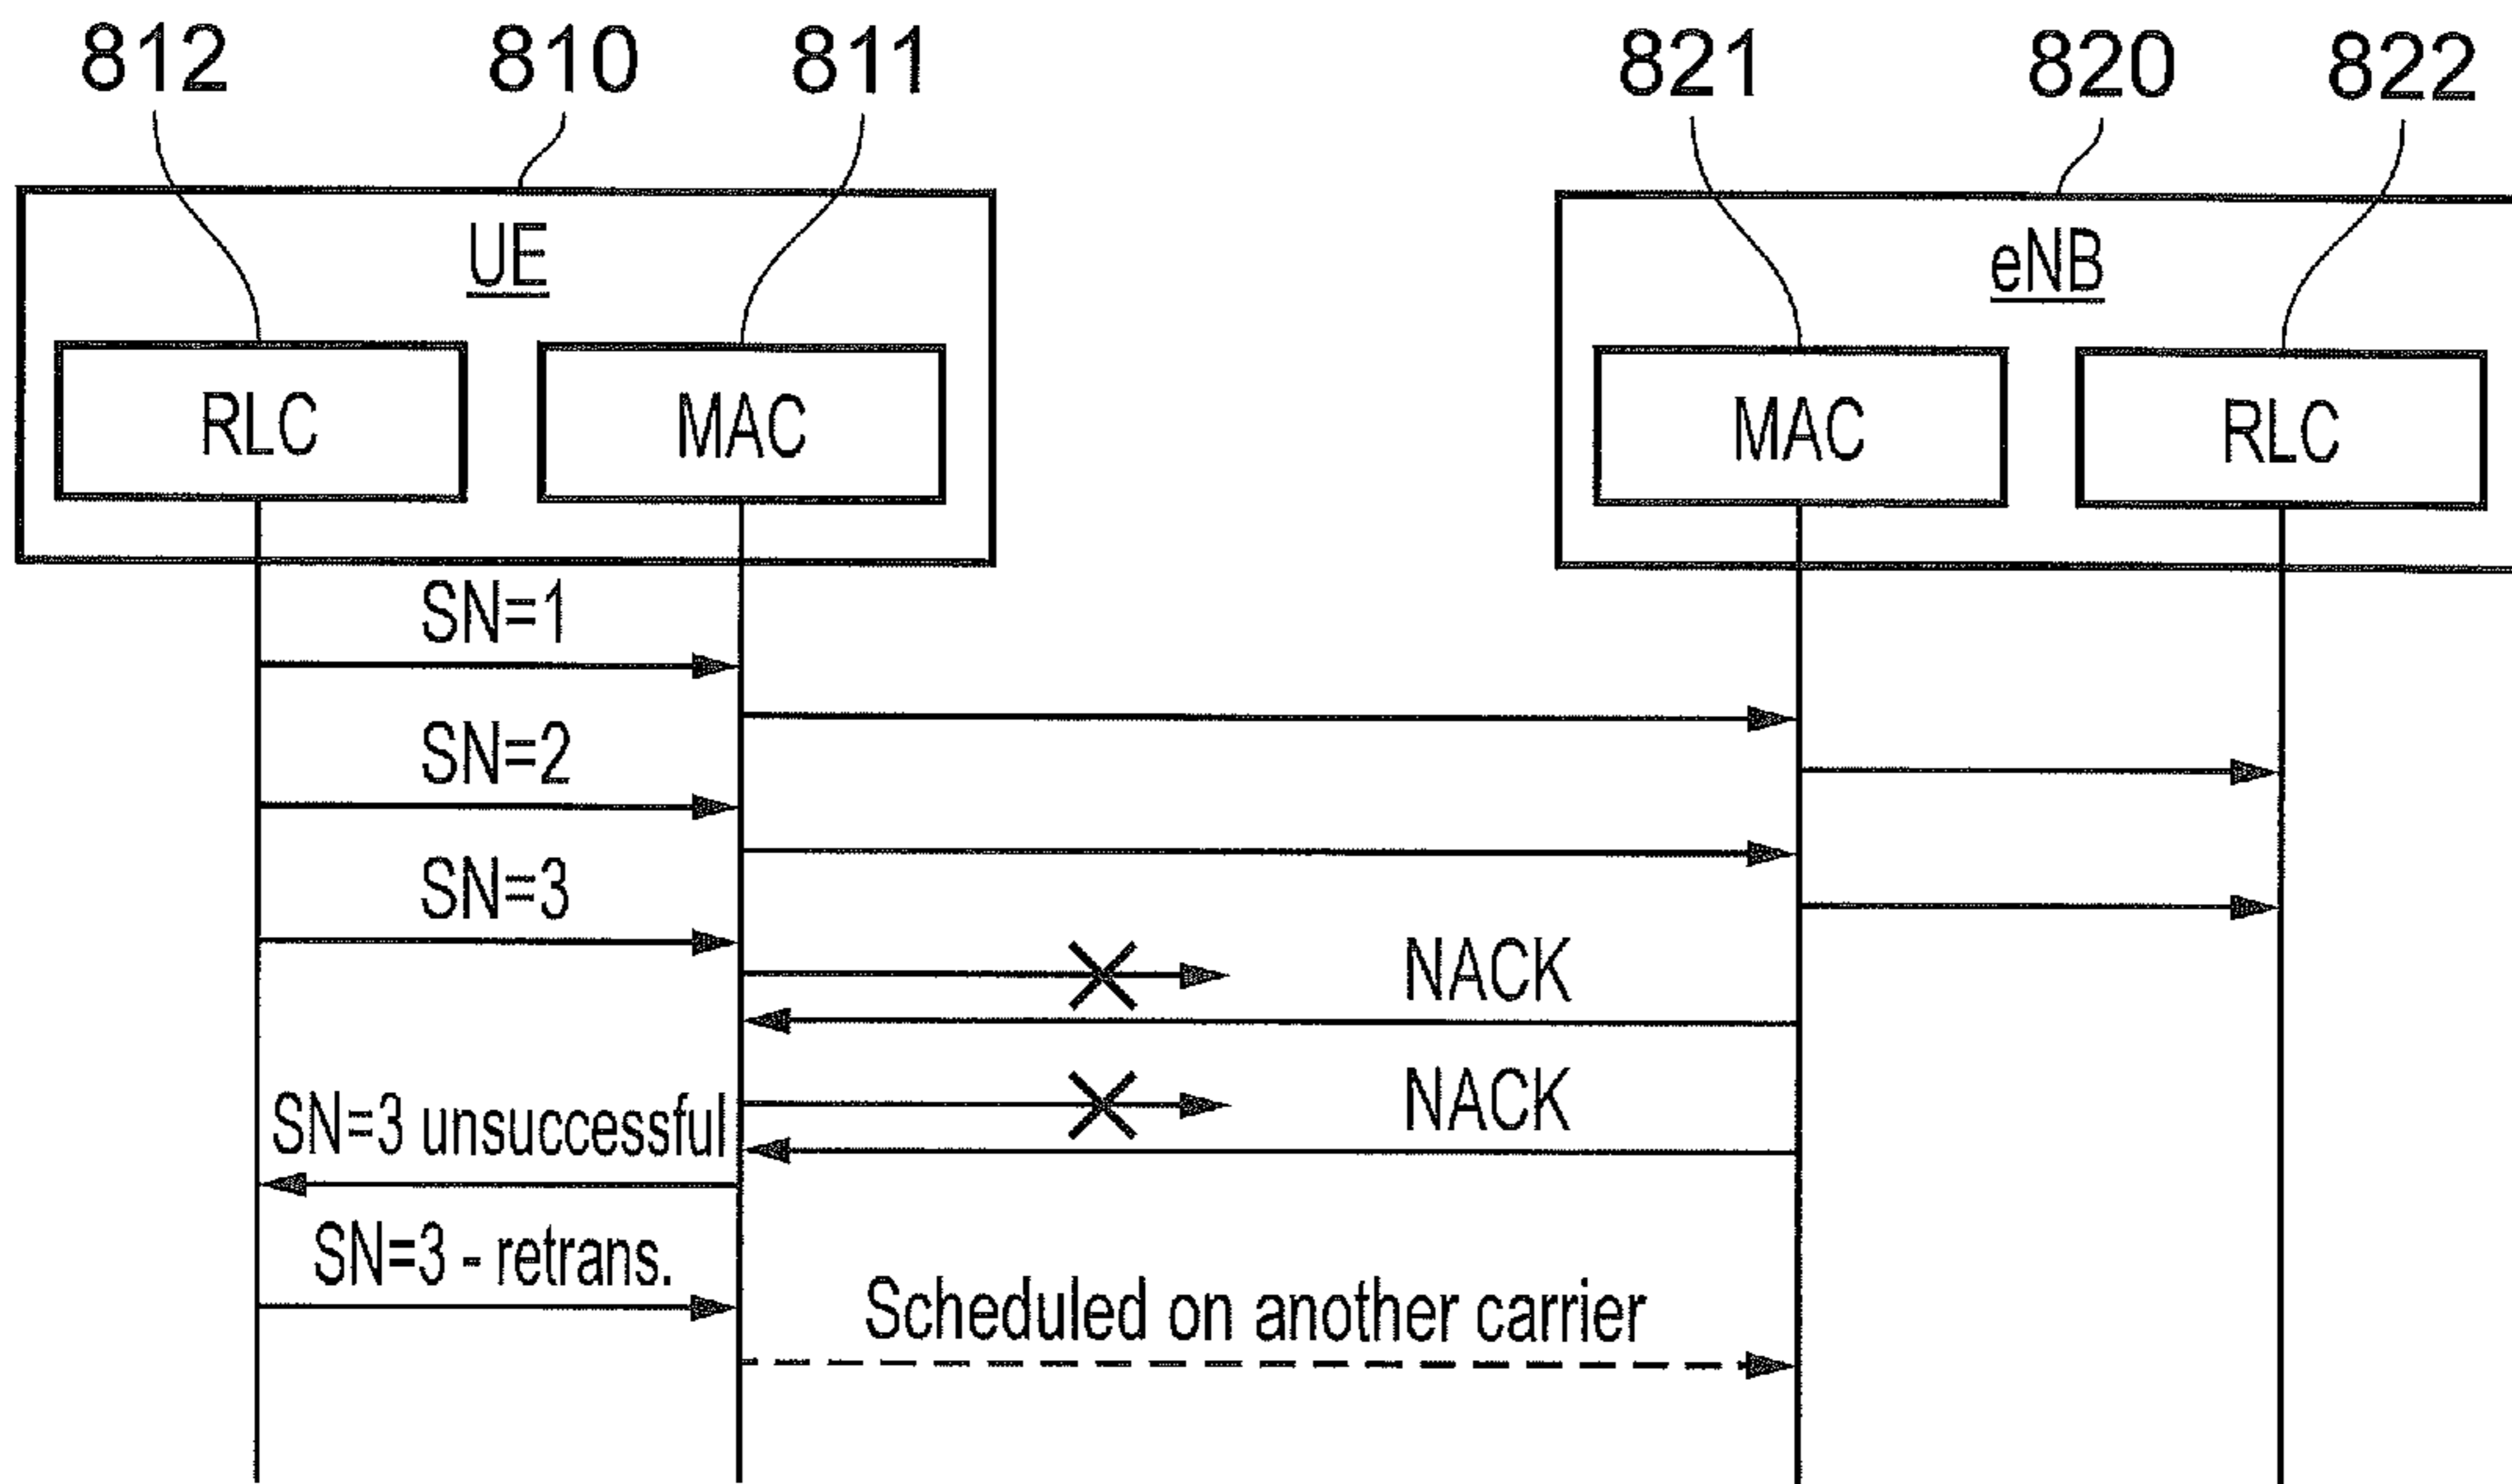 812 810 811 821 820 822
UE eNB
RLC MAC MAC RLC
SN=1
SN=2
SN=3
NACK
NACK
SN=3 unsuccessful
SN=3 - retrans.
Scheduled on another carrier